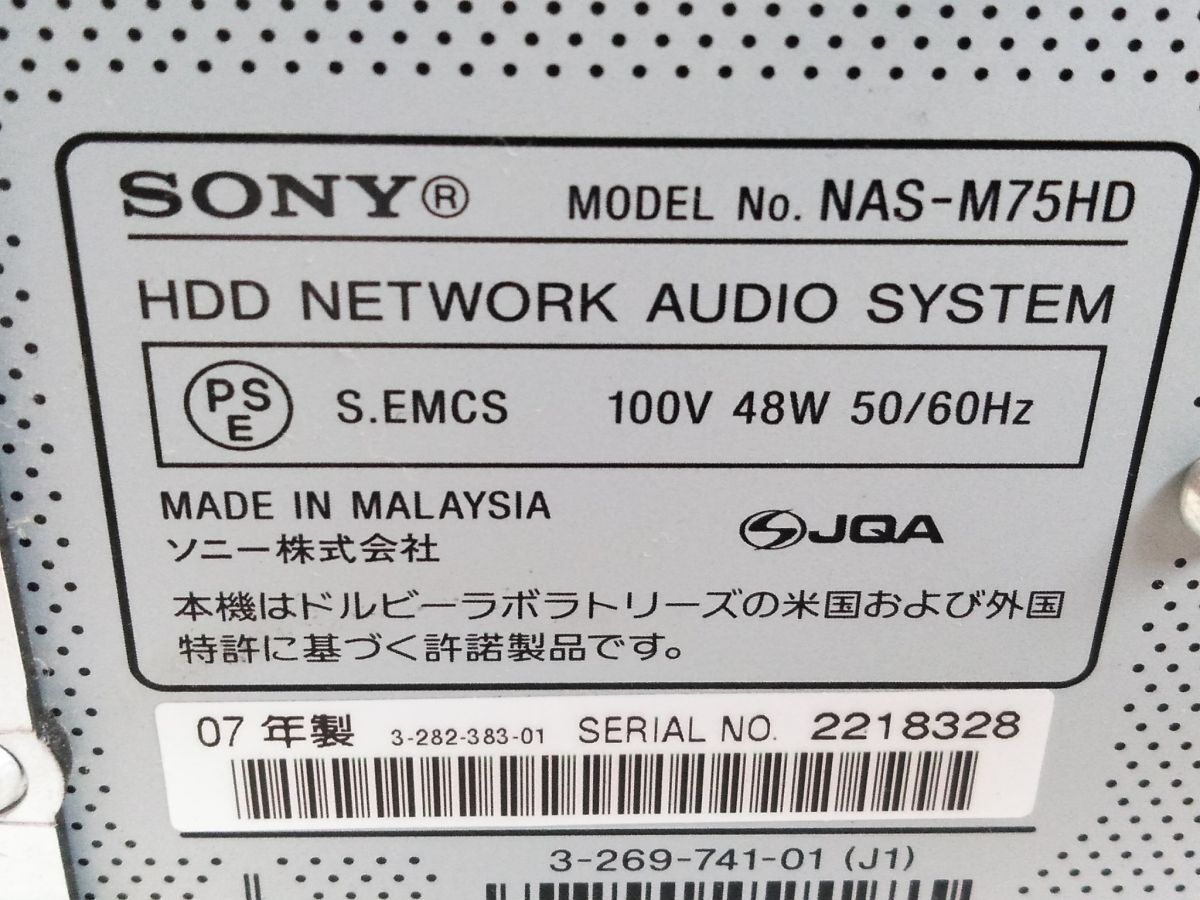 SONY® MODEL No. NAS-M75HD
HDD NETWORK AUDIO SYSTEM
PSE S.EMCS 100V 48W 50/60Hz
MADE IN MALAYSIA
ソニー株式会社
JQA
本機はドルビーラボラトリーズの米国および外国
特許に基づく許諾製品です。
07年製 3-282-383-01 SERIAL NO. 2218328
3-269-741-01 (J1)